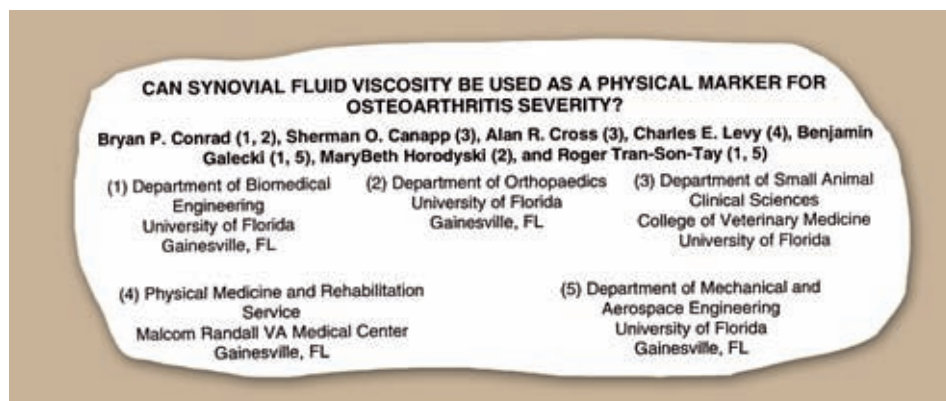 CAN SYNOVIAL FLUID VISCOSITY BE USED AS A PHYSICAL MARKER FOR
OSTEOARTHRITIS SEVERITY?
Bryan P. Conrad (1, 2), Sherman O. Canapp (3), Alan R. Cross (3), Charles E. Levy (4), Benjamin
Galecki (1, 5), MaryBeth Horodyski (2), and Roger Tran-Son-Tay (1, 5)
(1) Department of Biomedical
Engineering
University of Florida
Gainesville, FL
(2) Department of Orthopaedics
University of Florida
Gainesville, FL
(3) Department of Small Animal
Clinical Sciences
College of Veterinary Medicine
University of Florida
(4) Physical Medicine and Rehabilitation
Service
Malcom Randall VA Medical Center
Gainesville, FL
(5) Department of Mechanical and
Aerospace Engineering
University of Florida
Gainesville, FL